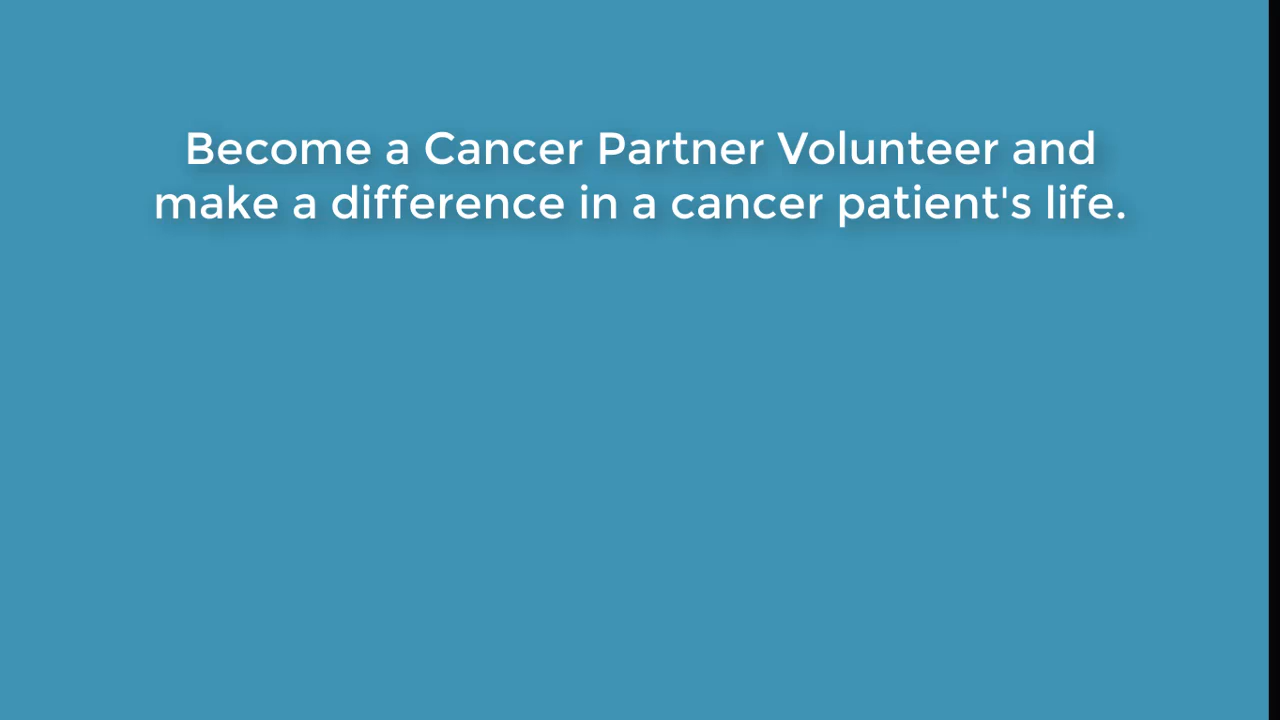 Become a Cancer Partner Volunteer and
make a difference in a cancer patient's life.